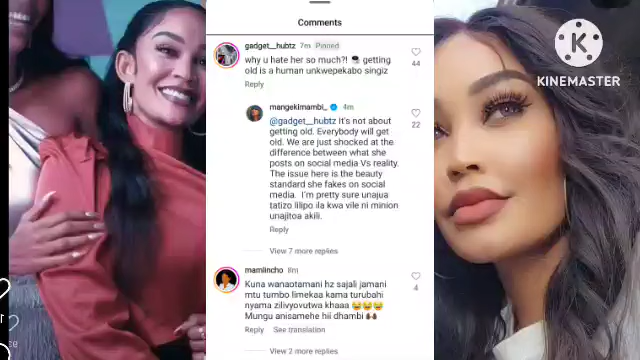 Comments
gadget__hubtz 7m Pinned
why u hate her so much?! getting
old is a human unkwepekabo singiz
Reply
44
mangekimambi_ 4m
@gadget__hubtz it's not about
getting old. Everybody will get
old. We are just shocked at the
difference between what she
posts on social media Vs reality.
The issue here is the beauty
standard she fakes on social
media. I'm pretty sure unajua
tatizo lilipo ila kwa vile ni minion
unajitoa akili.
22
Reply
View 7 more replies
mamiincho 8m
Kuna wanaotamani hz sajali jamani
mtu tumbo limekaa kama turubahi
nyama zilivyovutwa khaaa 😂😂😂
Mungu anisamehe hii dhambi
4
Reply See translation
View 2 more replies
KINEMASTER